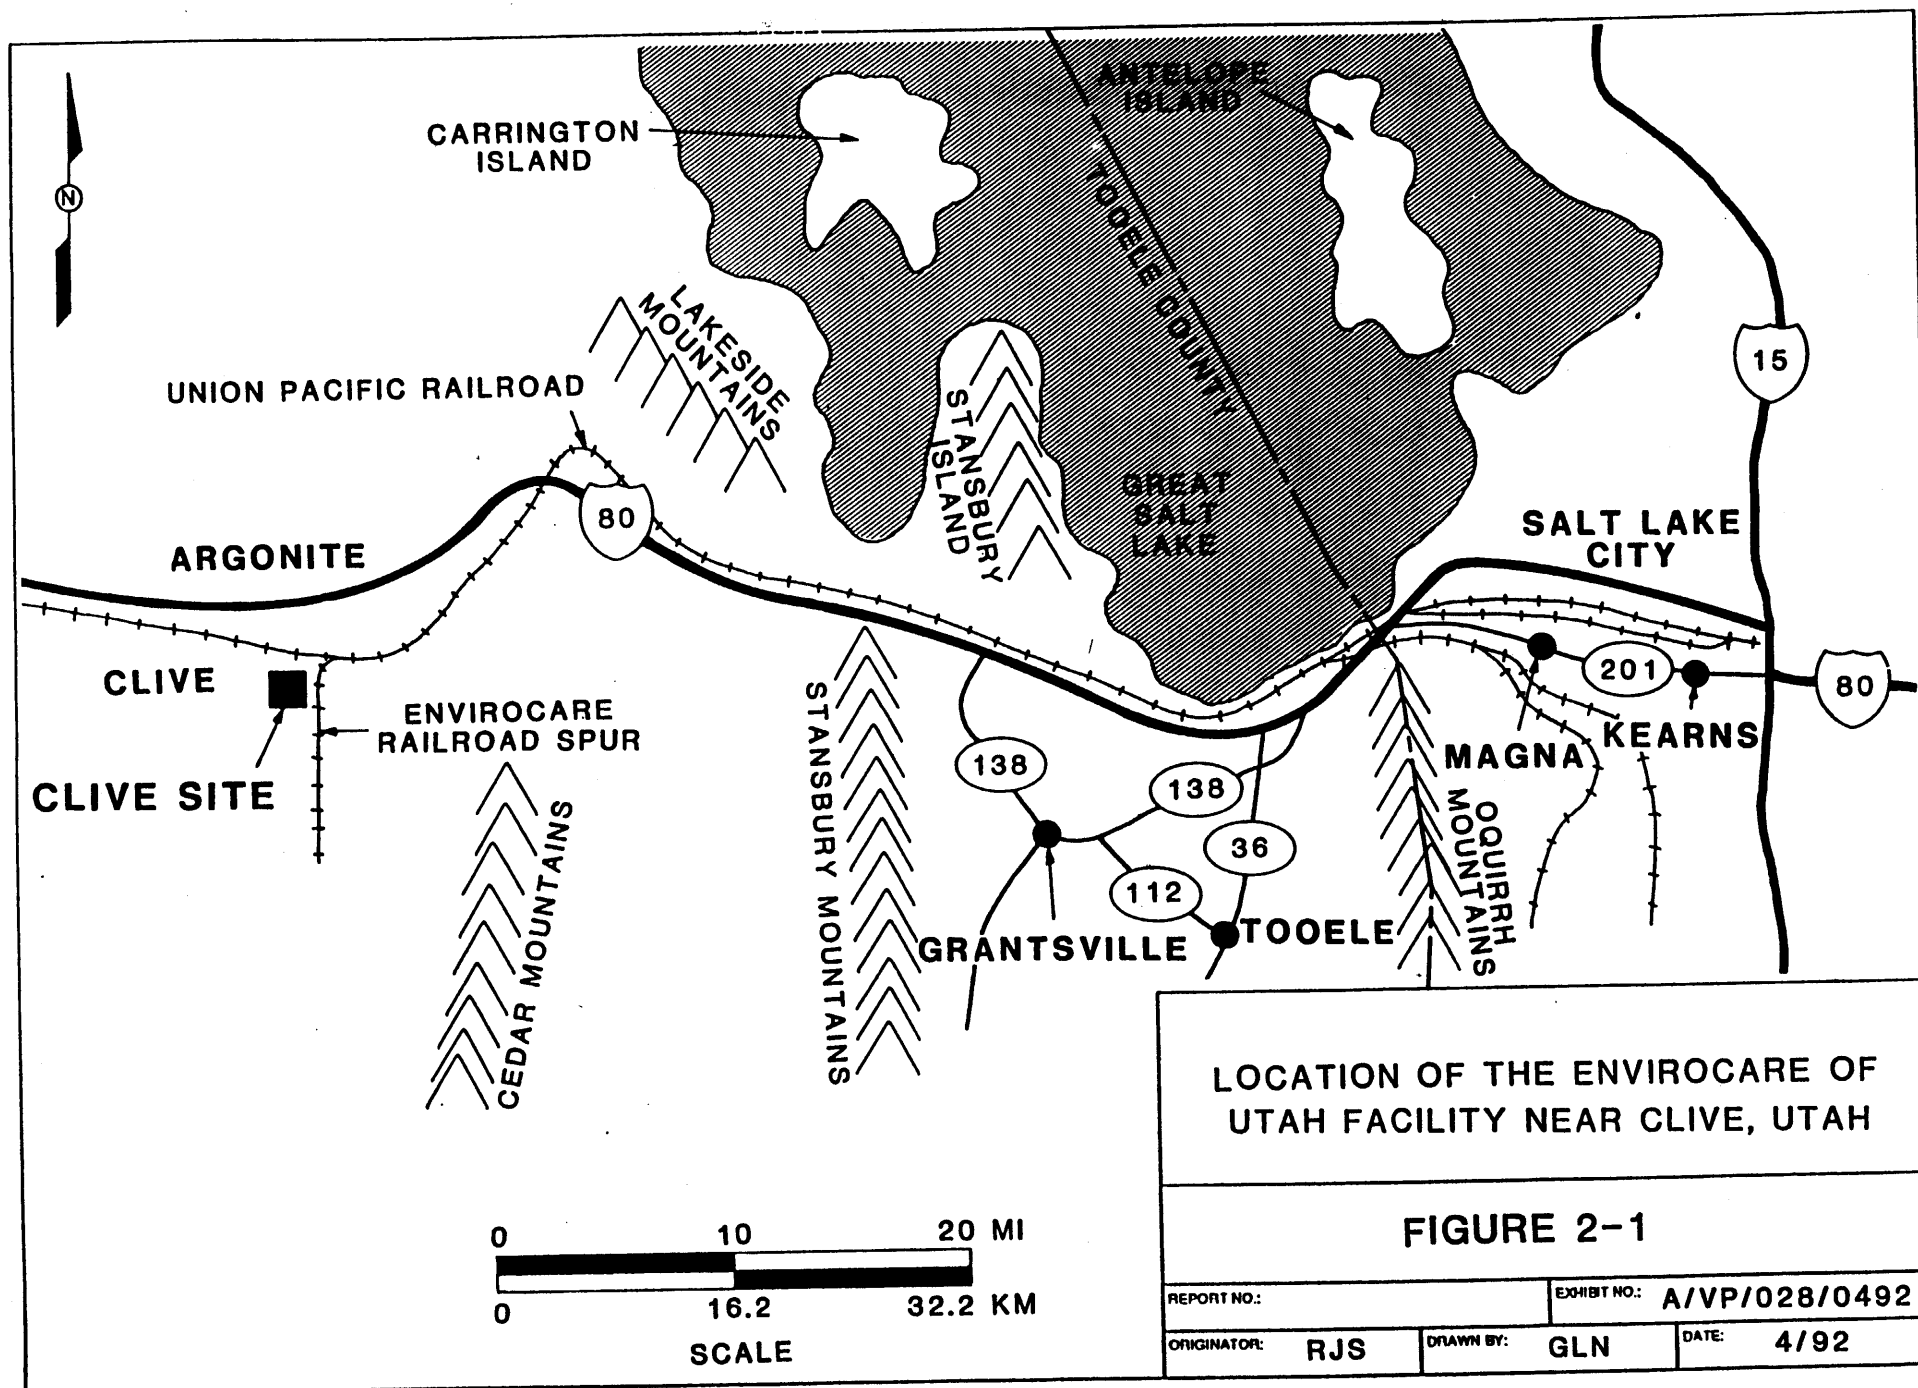 ANTELOPE
ISLAND
CARRINGTON
ISLAND
N
TOOELE COUNTY
LAKESIDE
MOUNTAINS
15
UNION PACIFIC RAILROAD
STANSBURY
ISLAND
GREAT
SALT
LAKE
80
SALT LAKE
CITY
ARGONITE
CLIVE
201
80
ENVIROCARE
RAILROAD SPUR
MAGNA
KEARNS
CLIVE SITE
138
138
36
112
STANSBURY MOUNTAINS
CEDAR MOUNTAINS
OQUIRRH
MOUNTAINS
GRANTSVILLE
TOOELE
LOCATION OF THE ENVIROCARE OF
UTAH FACILITY NEAR CLIVE, UTAH
FIGURE 2-1
0 10 20 MI
0 16.2 32.2 KM
SCALE
REPORT NO.:
EXHIBIT NO.: A/VP/028/0492
ORIGINATOR: RJS
DRAWN BY: GLN
DATE: 4/92